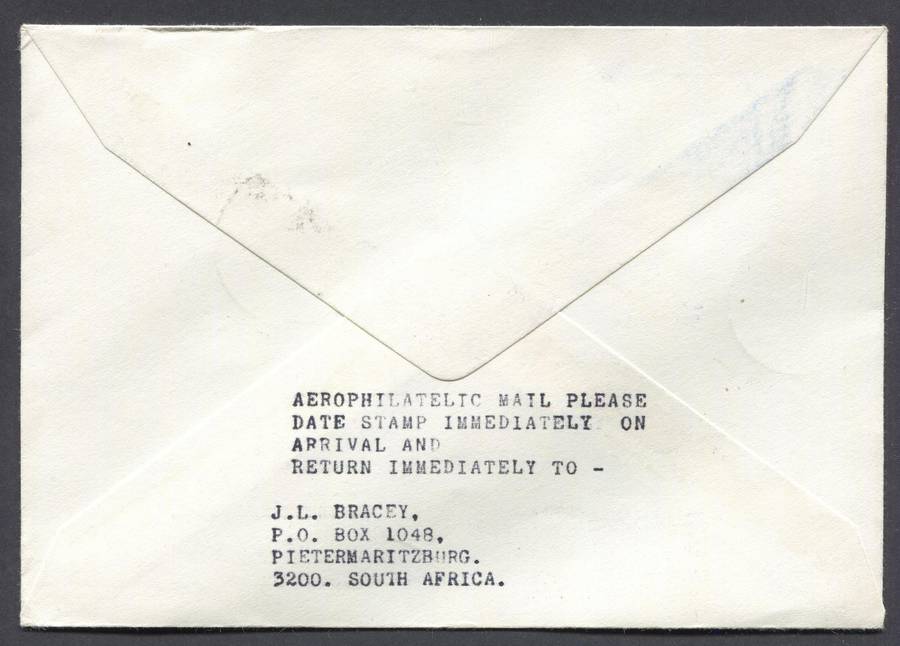 AEROPHILATELIC MAIL PLEASE
DATE STAMP IMMEDIATELY ON
ARRIVAL AND
RETURN IMMEDIATELY TO -
J.L. BRACEY,
P.O. BOX 1048,
PIETERMARITZBURG.
3200. SOUTH AFRICA.